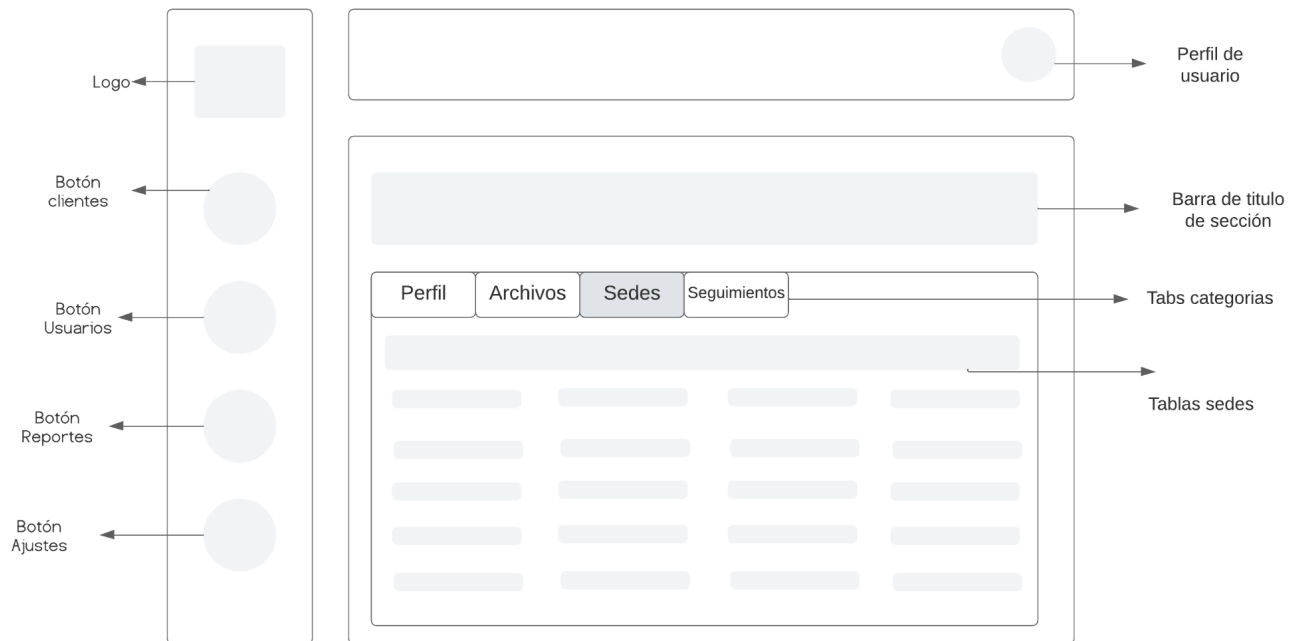 Logo
Botón
clientes
Botón
Usuarios
Botón
Reportes
Botón
Ajustes
Perfil de
usuario
Barra de titulo
de sección
Perfil
Archivos
Sedes
Seguimientos
Tabs categorias
Tablas sedes